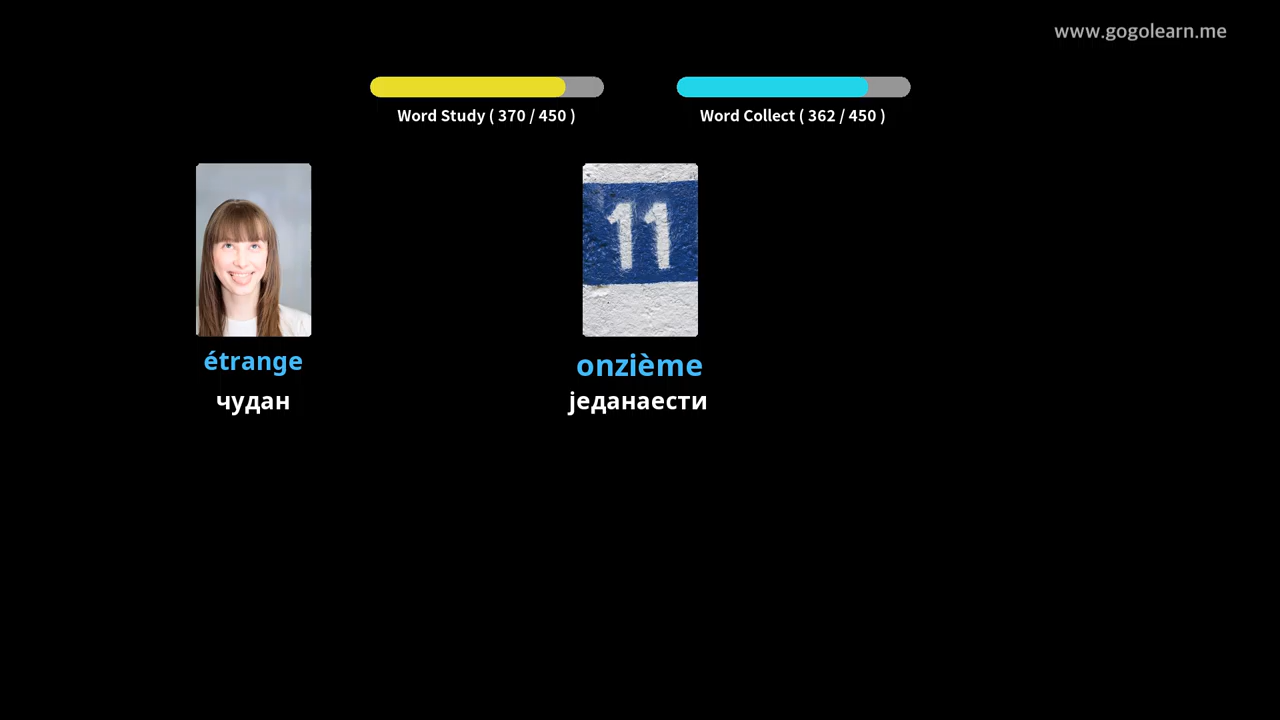 www.gogolearn.me
Word Study ( 370 / 450 )
Word Collect ( 362 / 450 )
11
étrange
onzième
чудан
једанаести